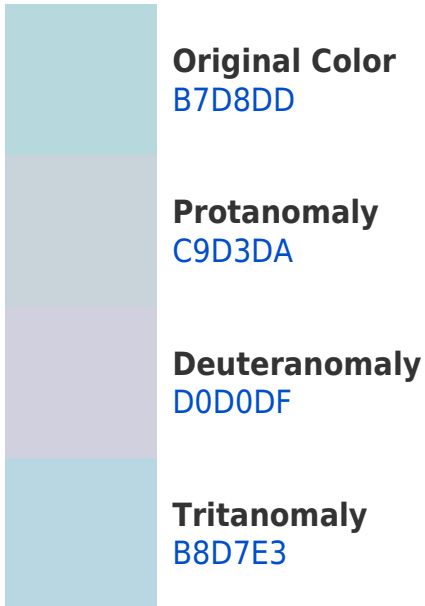 Original Color
B7D8DD
Protanomaly
C9D3DA
Deuteranomaly
D0D0DF
Tritanomaly
B8D7E3